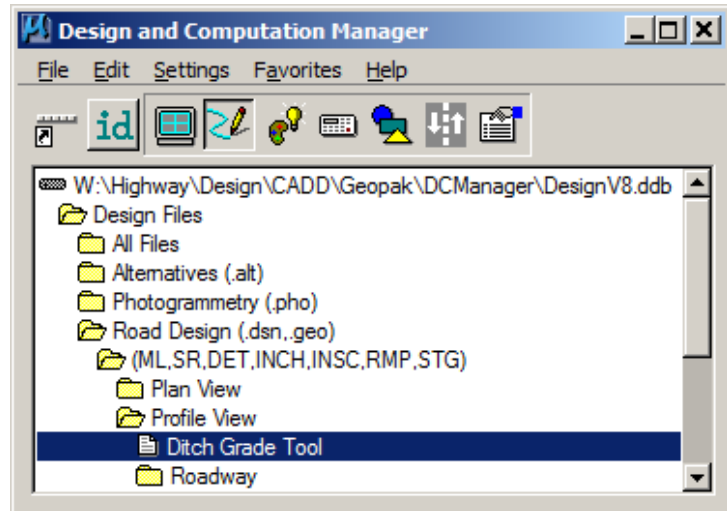 Design and Computation Manager
File Edit Settings Favorites Help
id
W:\Highway\Design\CADD\Geopak\DCManager\DesignV8.ddb
Design Files
All Files
Alternatives (.alt)
Photogrammetry (.pho)
Road Design (.dsn,.geo)
(ML,SR,DET,INCH,INSC,RMP,STG)
Plan View
Profile View
Ditch Grade Tool
Roadway